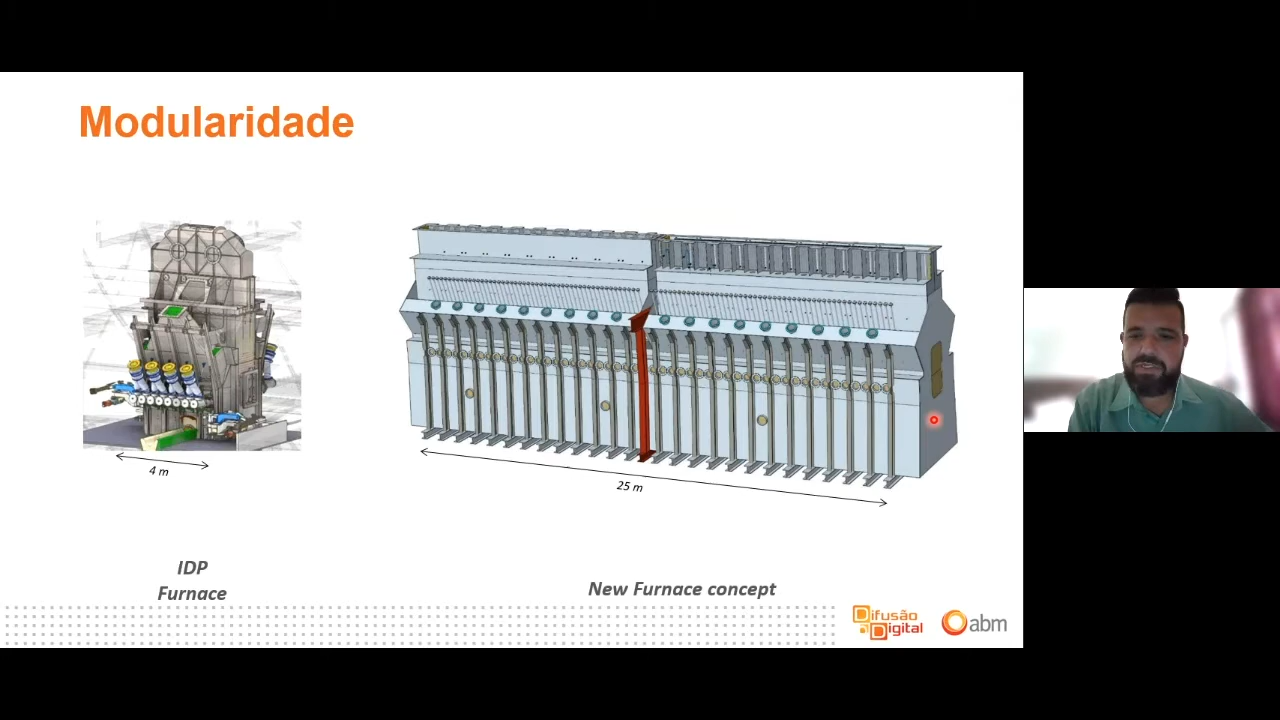 Modularidade
4 m
25 m
IDP
Furnace
New Furnace concept
Difusão
Digital
abm